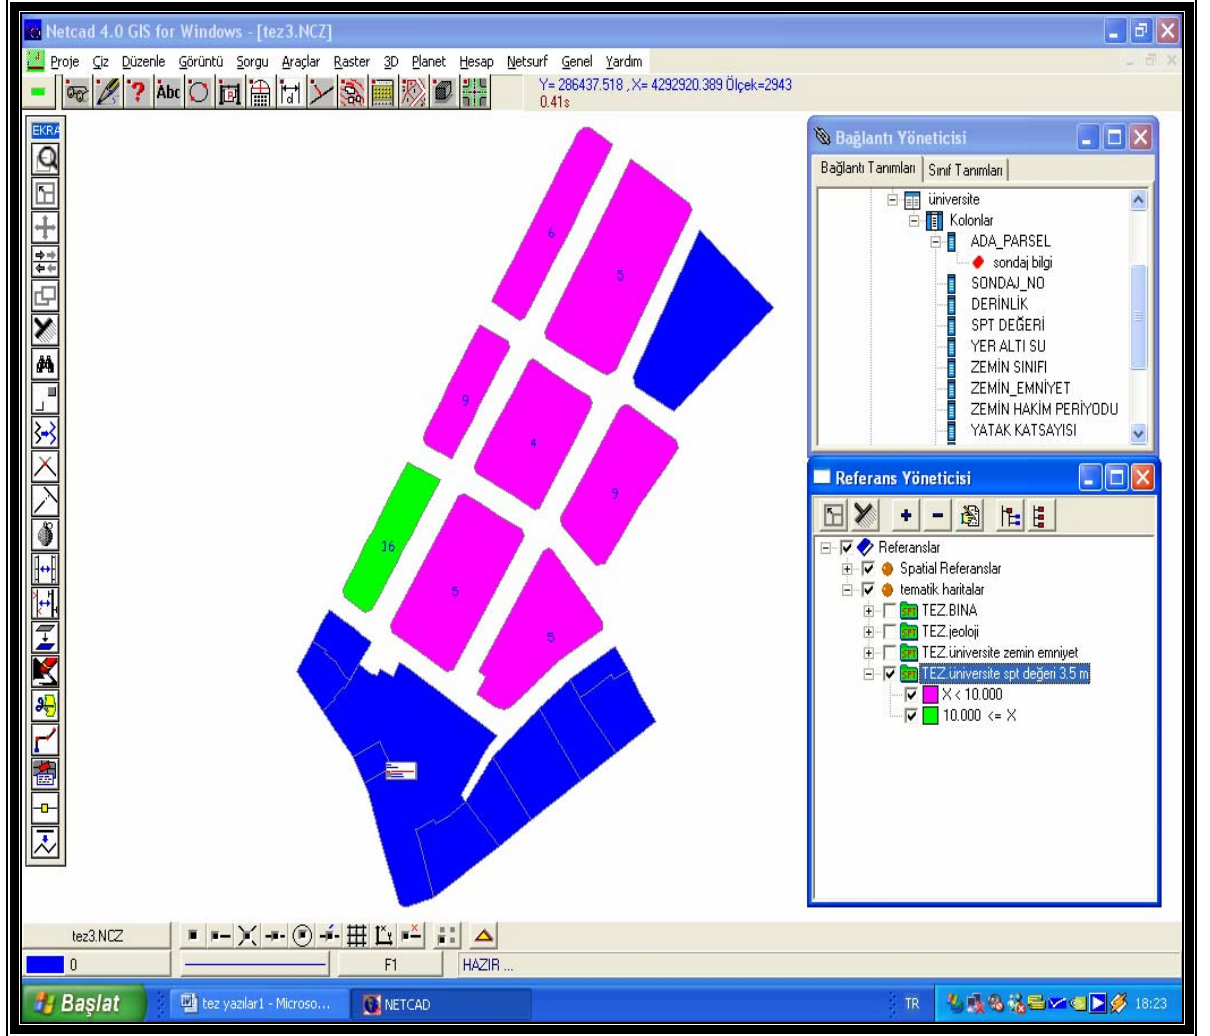 Netcad 4.0 GIS for Windows - [tez3.NCZ]
Proje Çiz Düzenle Görüntü Sorgu Araçlar Raster 3D Planet Hesap Netsurf Genel Yardım
Abc
Y= 286437.518 , X= 4292920.389 Ölçek=2943
0.41s
EKRA
6
5
9
4
9
16
5
5
Bağlantı Yöneticisi
Bağlantı Tanımları Sınıf Tanımları
üniversite
Kolonlar
ADA_PARSEL
sondaj bilgi
SONDAJ_NO
DERİNLİK
SPT DEĞERİ
YER ALTI SU
ZEMİN SINIFI
ZEMİN_EMNİYET
ZEMİN HAKİM PERİYODU
YATAK KATSAYISI
Referans Yöneticisi
Referanslar
Spatial Referanslar
tematik haritalar
TEZ.BINA
TEZ.jeoloji
TEZ.üniversite zemin emniyet
TEZ.üniversite spt değeri 3.5 m
X < 10.000
10.000 <= X
tez3.NCZ
0 F1 HAZIR ...
Başlat tez yazılar1 - Microso... NETCAD TR 18:23